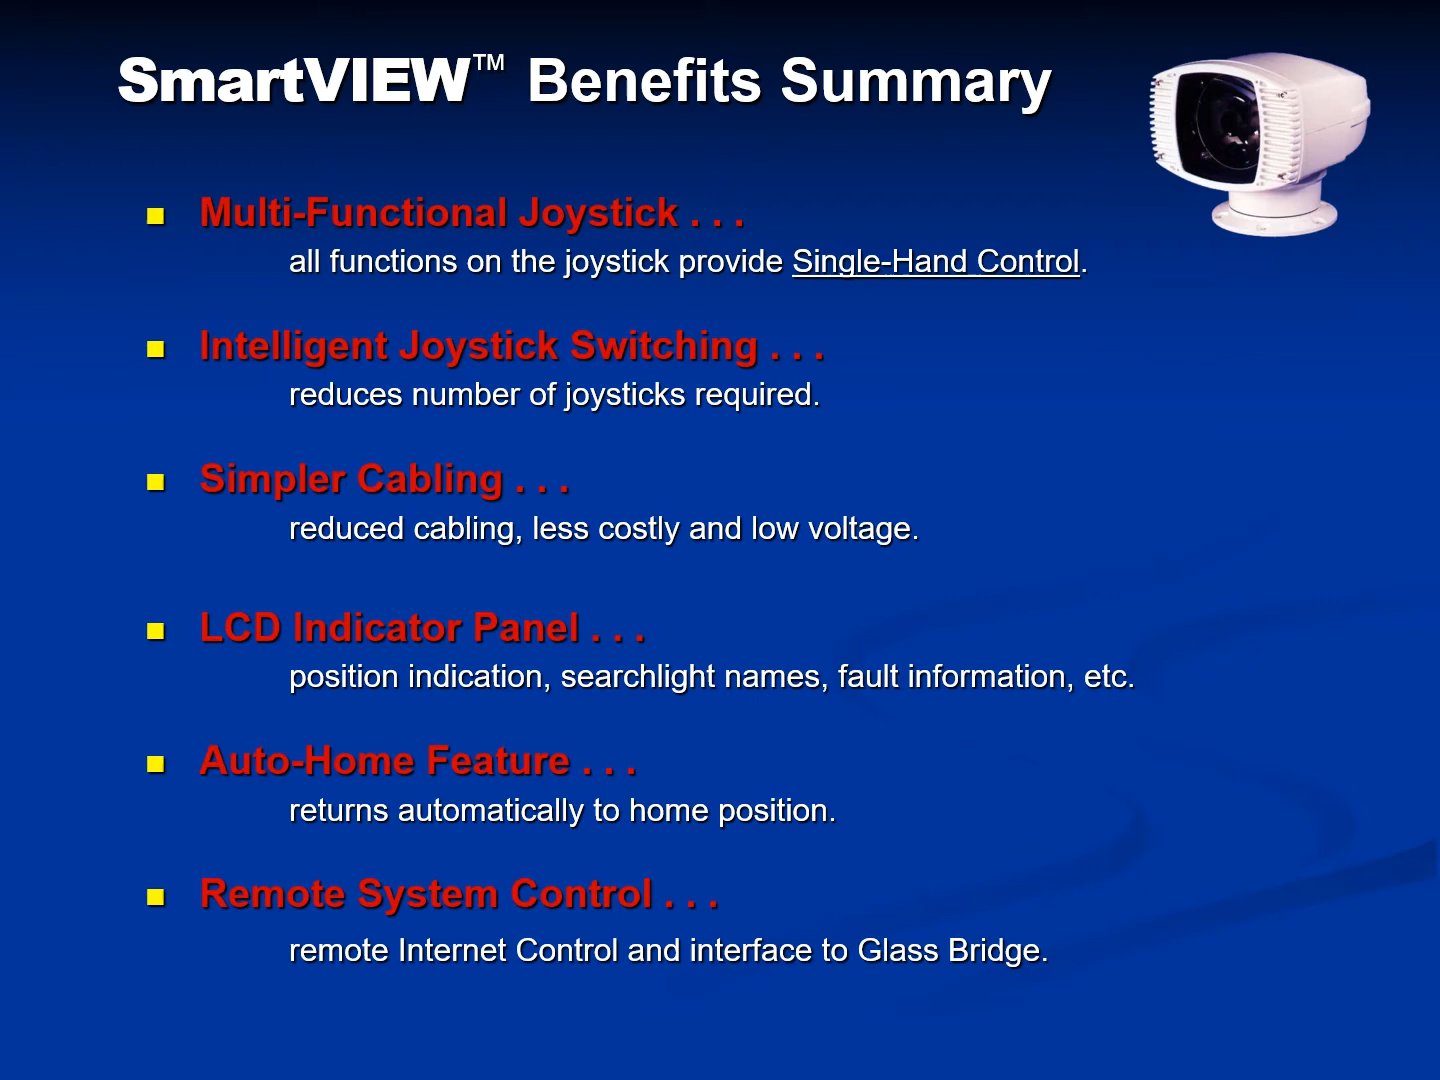 SmartVIEW™ Benefits Summary
Multi-Functional Joystick . . .
all functions on the joystick provide Single-Hand Control.
Intelligent Joystick Switching . . .
reduces number of joysticks required.
Simpler Cabling . . .
reduced cabling, less costly and low voltage.
LCD Indicator Panel . . .
position indication, searchlight names, fault information, etc.
Auto-Home Feature . . .
returns automatically to home position.
Remote System Control . . .
remote Internet Control and interface to Glass Bridge.